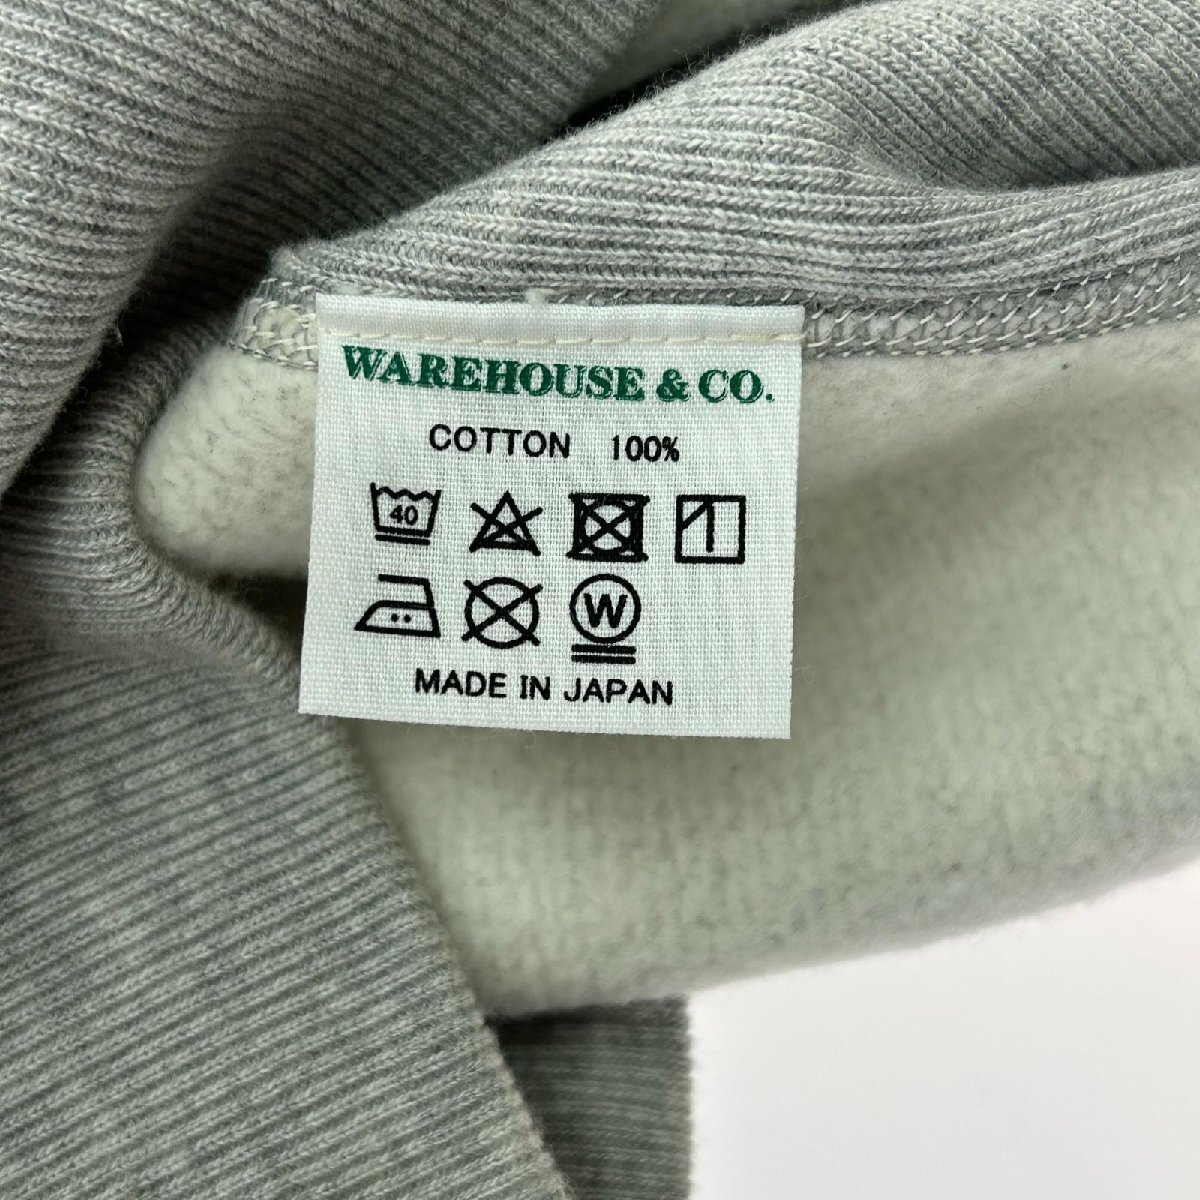 WAREHOUSE & CO.
COTTON 100%
40
W
MADE IN JAPAN